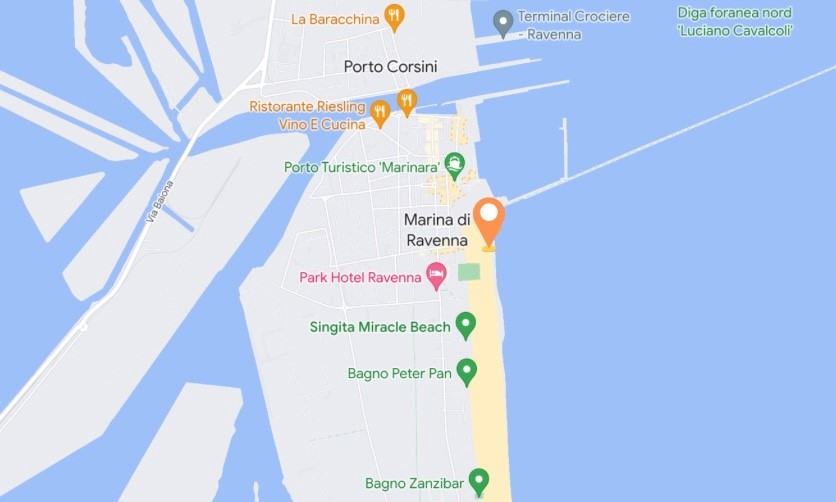 La Baracchina
Terminal Crociere
- Ravenna
Diga foranea nord
'Luciano Cavalcoli'
Porto Corsini
Ristorante Riesling
Vino E Cucina
Porto Turistico 'Marinara'
Via Baiona
Marina di
Ravenna
Park Hotel Ravenna
Singita Miracle Beach
Bagno Peter Pan
Bagno Zanzibar